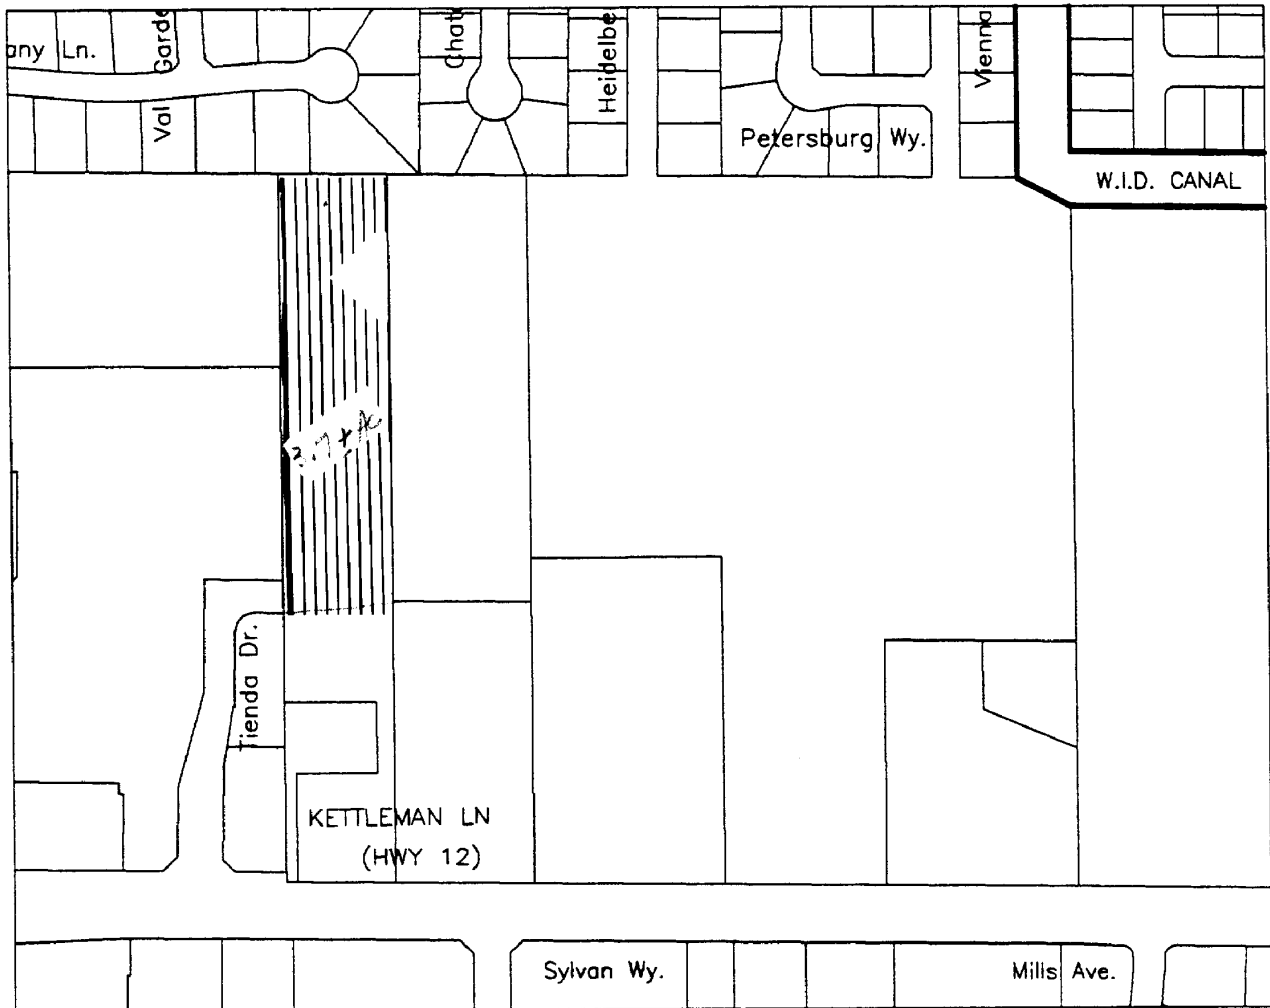 any Ln.
Val Garde
Chat
Heidelbe
Vienna
Petersburg Wy.
W.I.D. CANAL
Tienda Dr.
KETTLEMAN LN
(HWY 12)
Sylvan Wy.
Mills Ave.